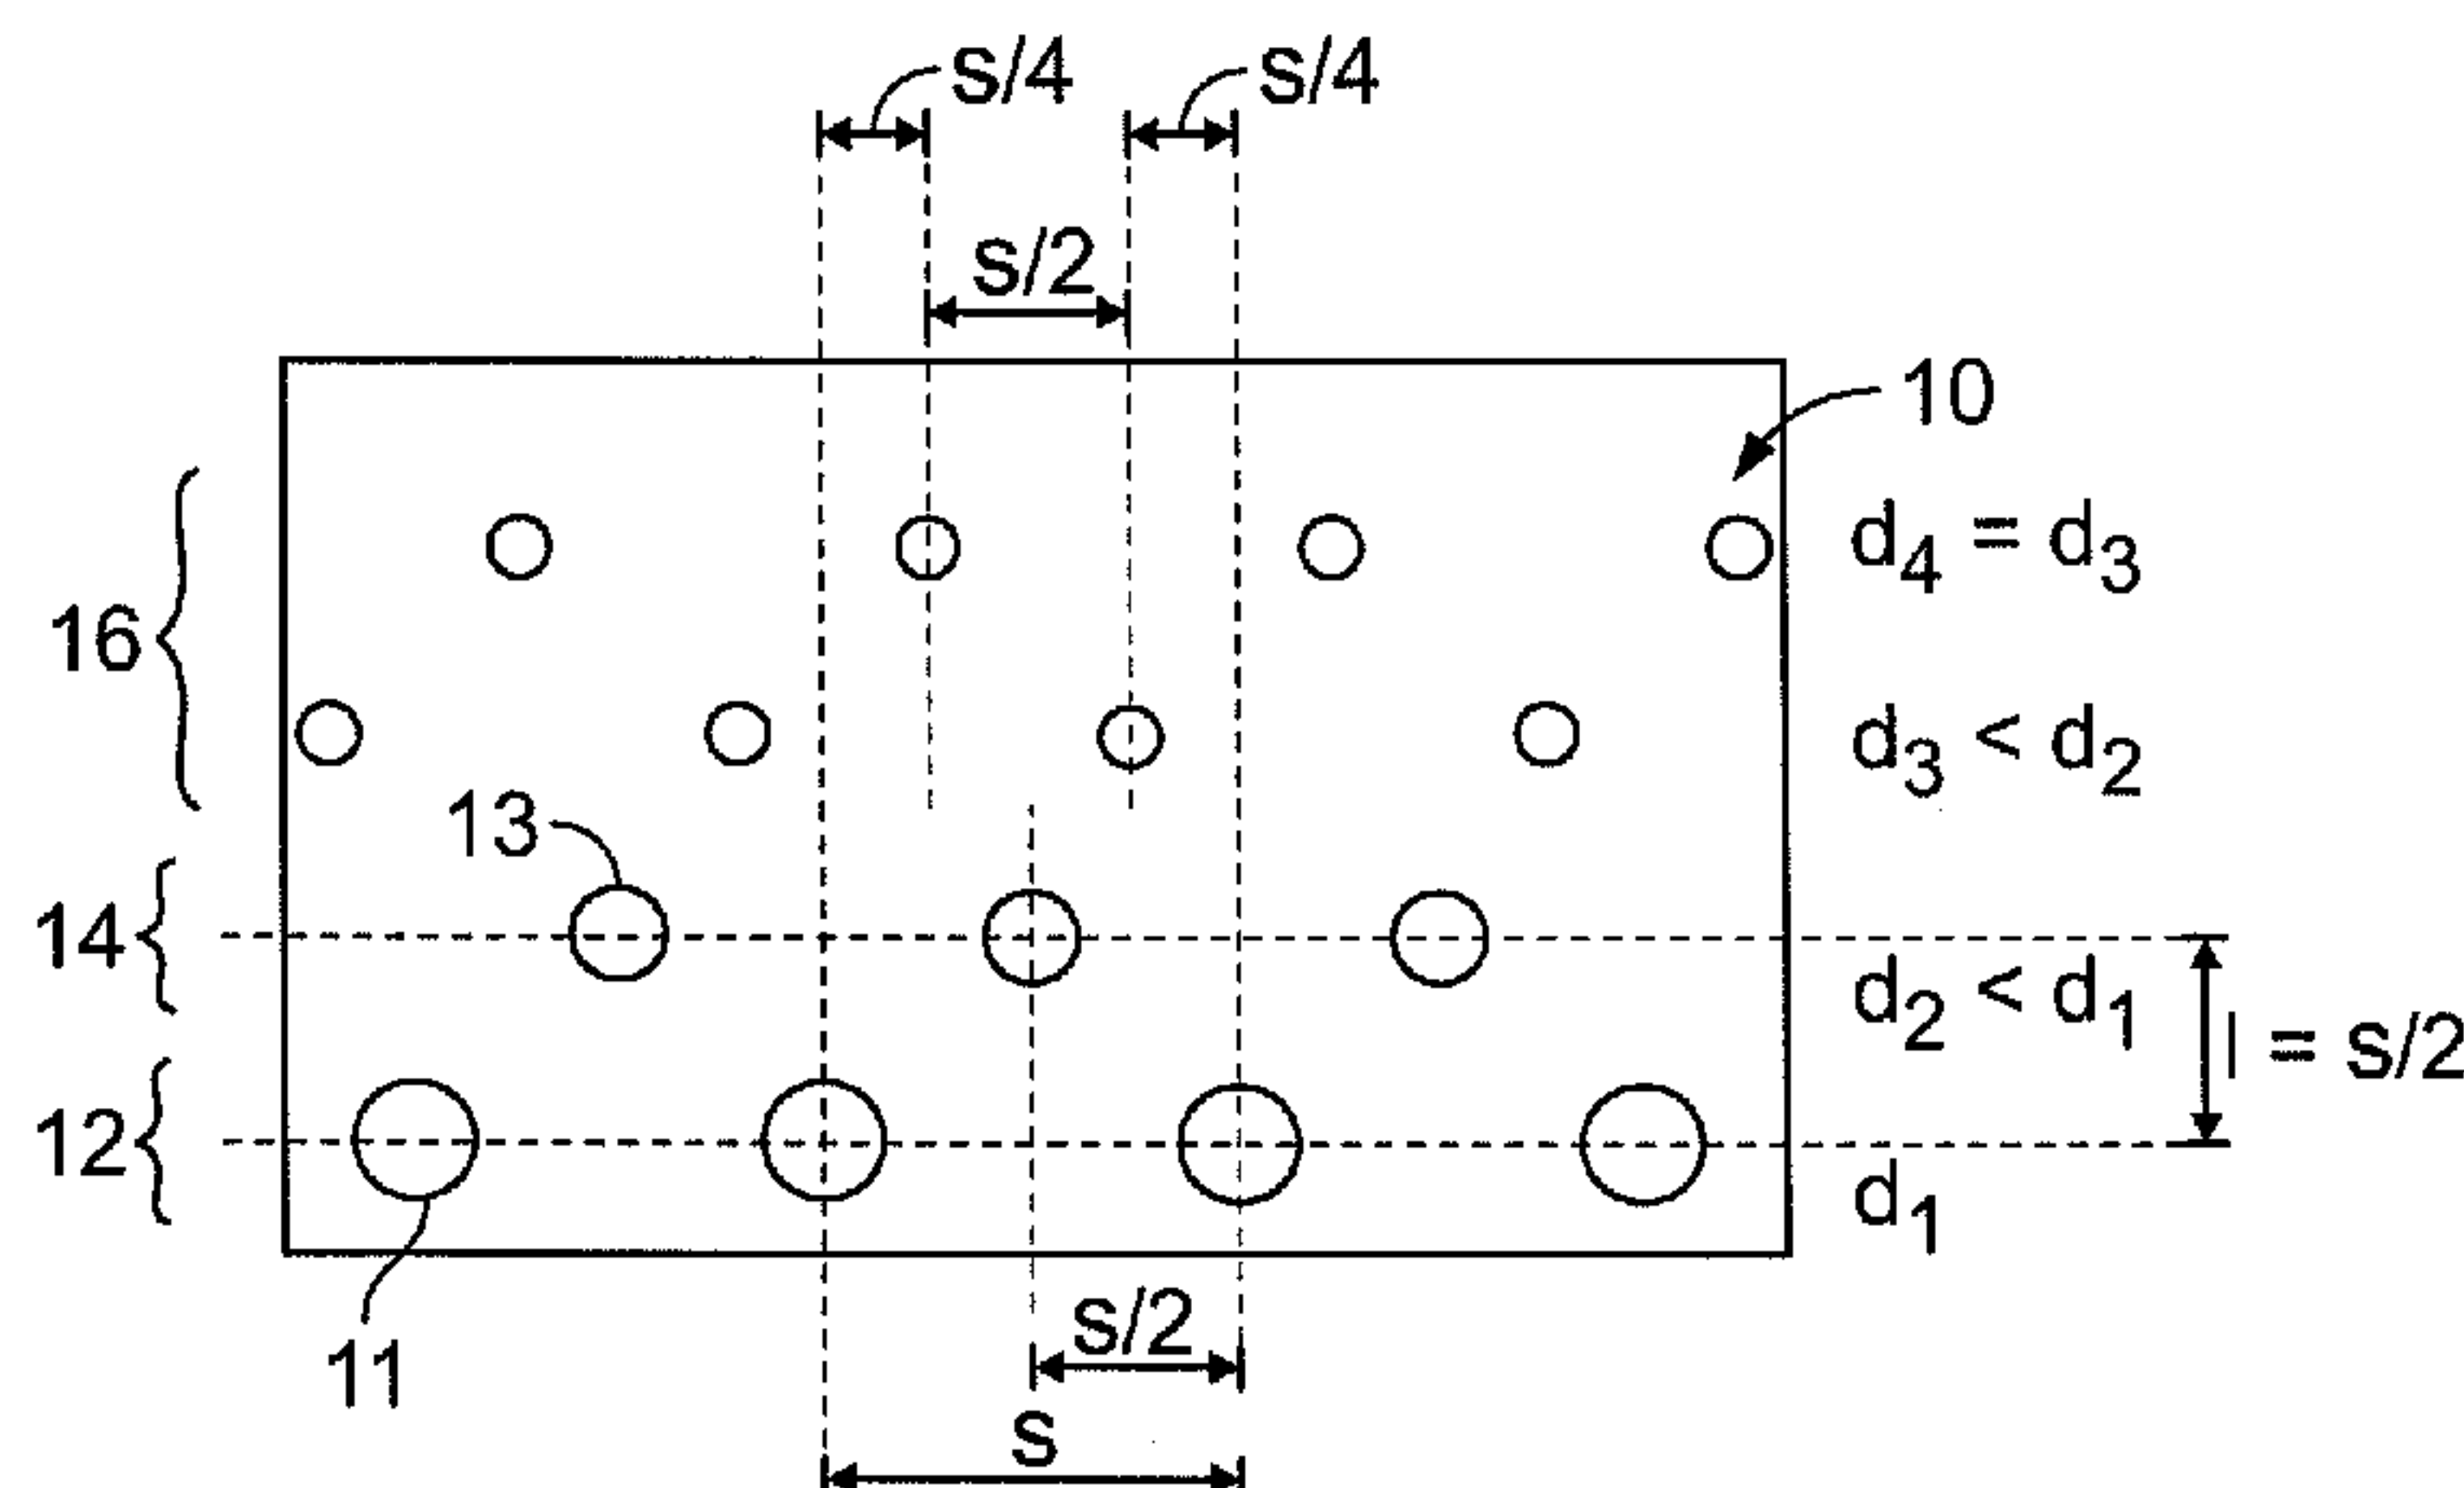 s/4 s/4
s/2
10
d4 = d3
16
d3 < d2
13
14
d2 < d1
l = s/2
12
d1
s/2
11
s